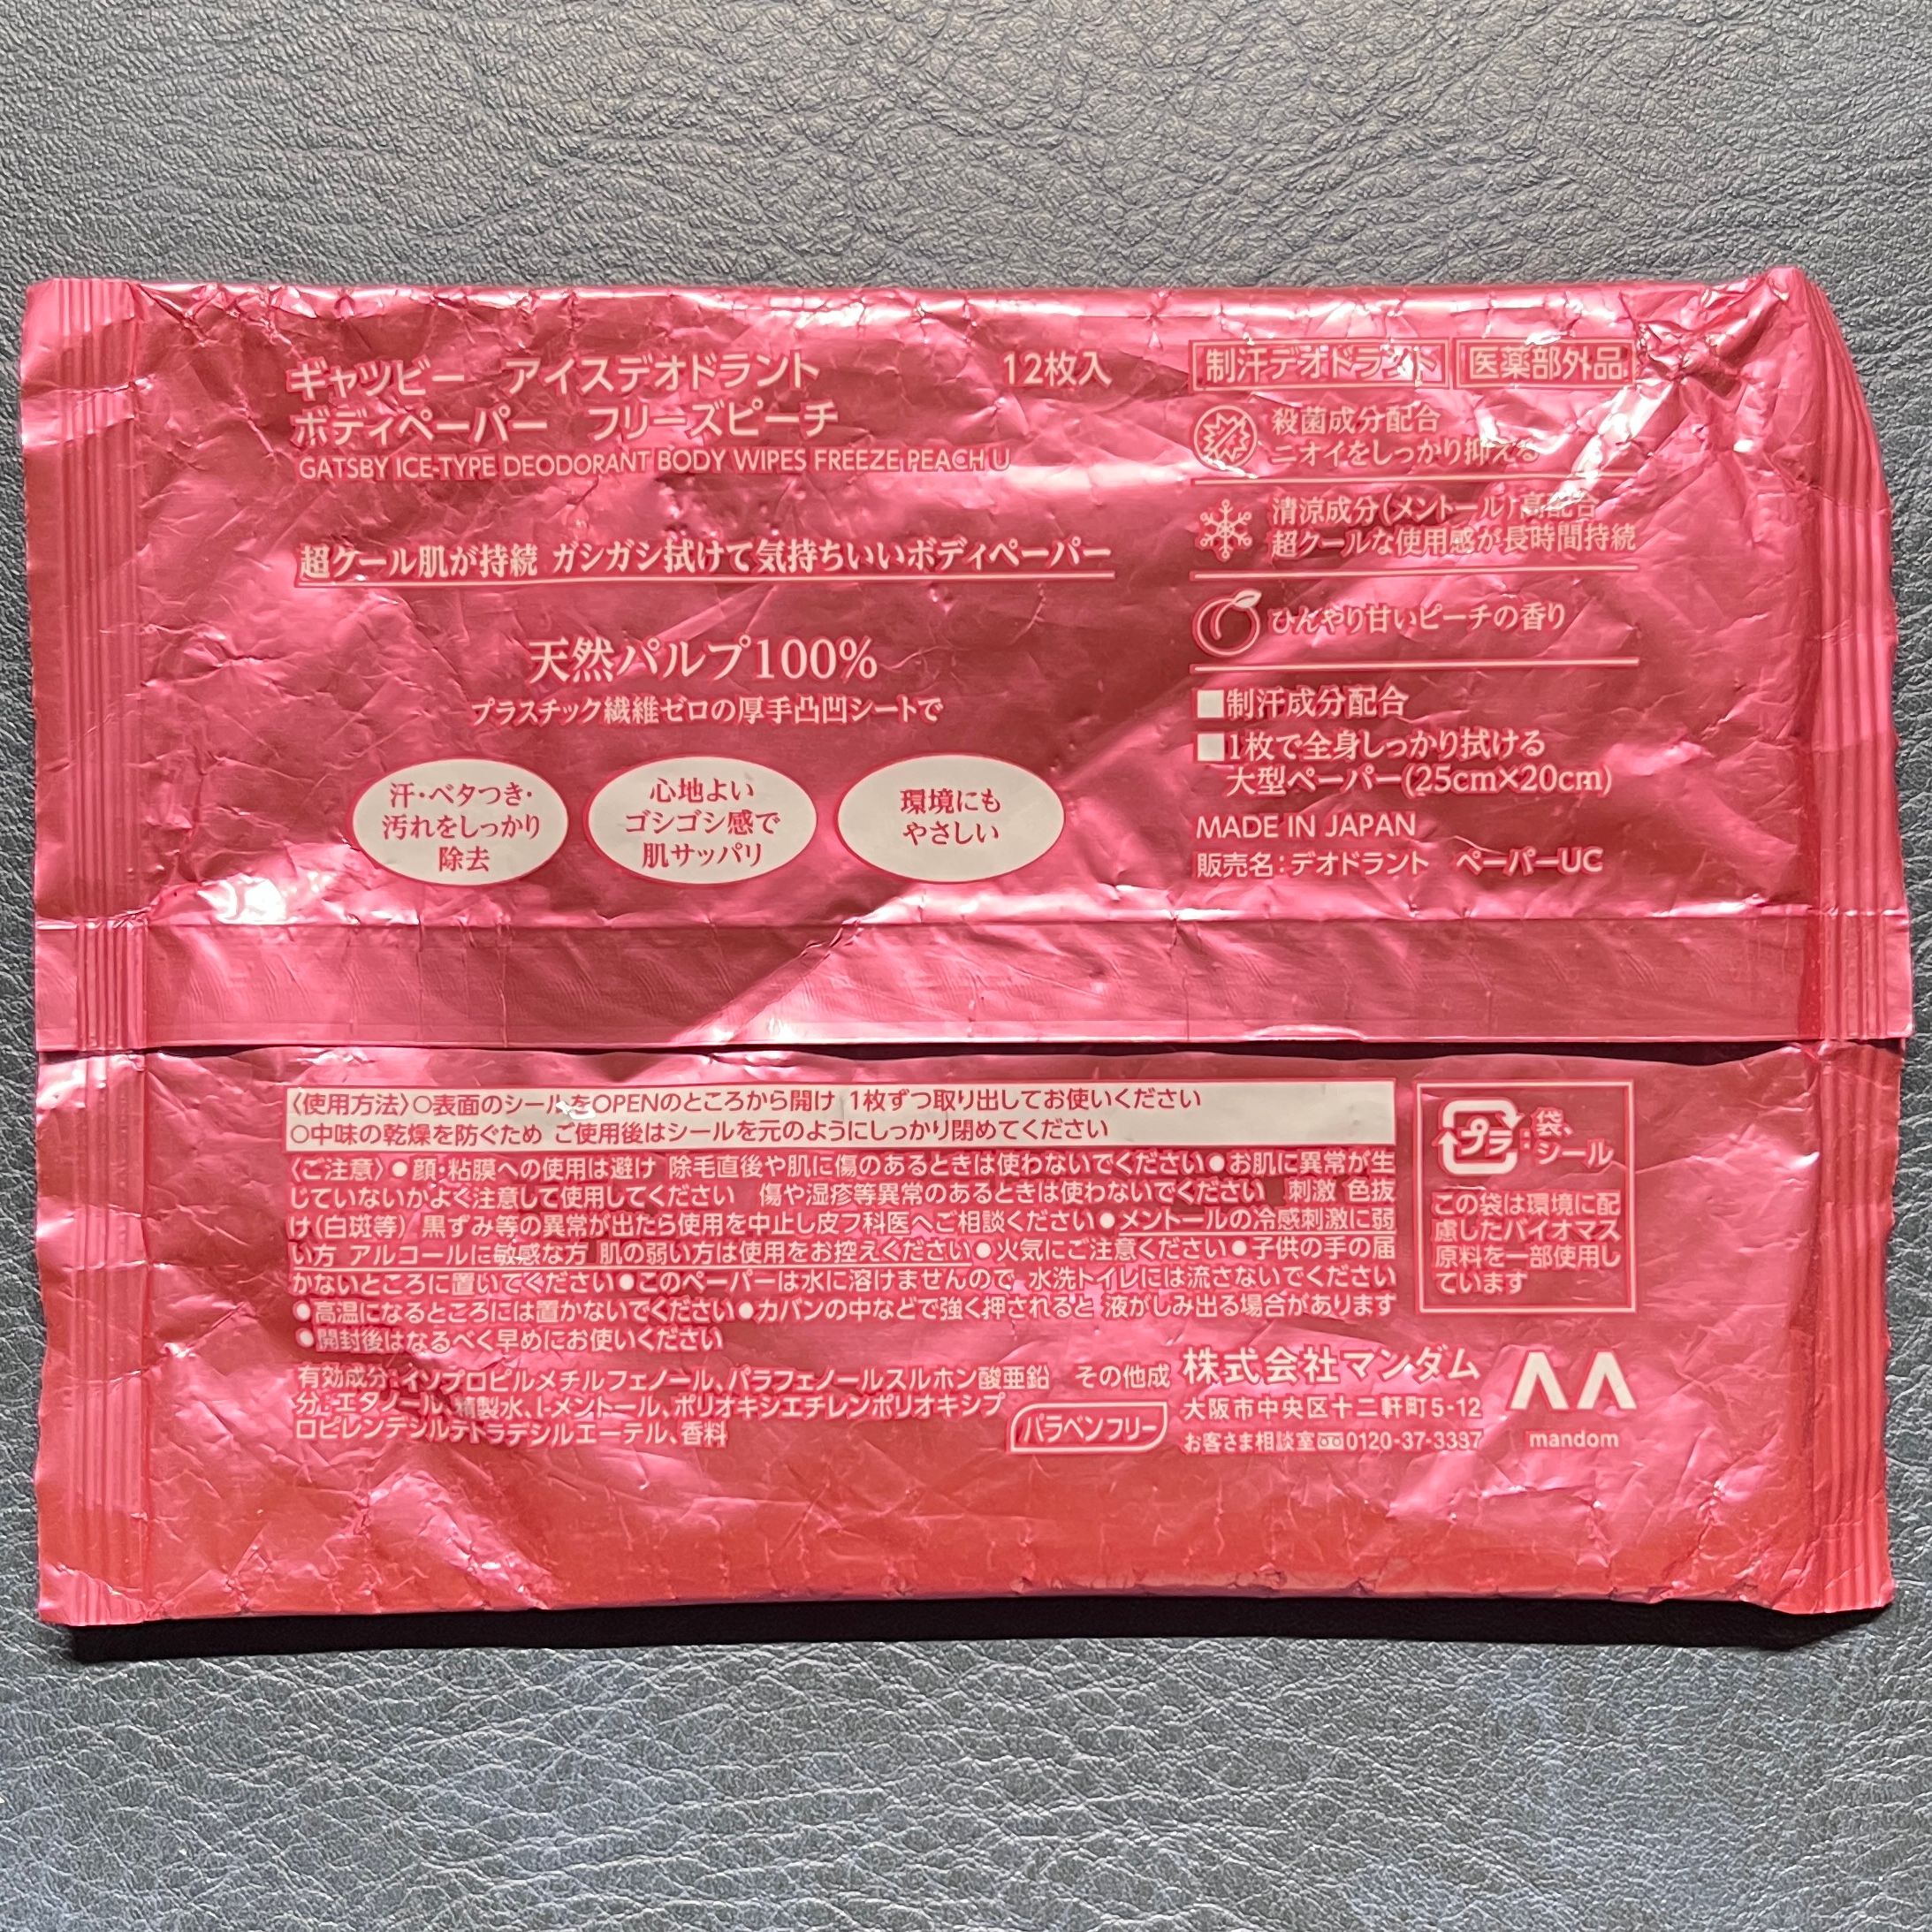 ギャツビー　アイスデオドラント
ボディペーパー　フリーズピーチ
12枚入
GATSBY ICE-TYPE DEODORANT BODY WIPES FREEZE PEACH U
超クール肌が持続 ガシガシ拭けて気持ちいいボディペーパー
天然パルプ100%
プラスチック繊維ゼロの厚手凸凹シートで
汗・ベタつき・
汚れをしっかり
除去
心地よい
ゴシゴシ感で
肌サッパリ
環境にも
やさしい
制汗デオドラント 医薬部外品
殺菌成分配合
ニオイをしっかり抑える
清涼成分(メントール)高配合
超クールな使用感が長時間持続
ひんやり甘いピーチの香り
■制汗成分配合
■1枚で全身しっかり拭ける
大型ペーパー(25cm×20cm)
MADE IN JAPAN
販売名：デオドラント　ペーパーUC
〈使用方法〉○表面のシールをOPENのところから開け 1枚ずつ取り出してお使いください
○中味の乾燥を防ぐため ご使用後はシールを元のようにしっかり閉めてください
〈ご注意〉●顔・粘膜への使用は避け 除毛直後や肌に傷のあるときは使わないでください●お肌に異常が生
じていないかよく注意して使用してください　傷や湿疹等異常のあるときは使わないでください　刺激 色抜
け(白斑等) 黒ずみ等の異常が出たら使用を中止し皮フ科医へご相談ください●メントールの冷感刺激に弱
い方 アルコールに敏感な方 肌の弱い方は使用をお控えください●火気にご注意ください●子供の手の届
かないところに置いてください●このペーパーは水に溶けませんので 水洗トイレには流さないでください
●高温になるところには置かないでください●カバンの中などで強く押されると 液がしみ出る場合があります
●開封後はなるべく早めにお使いください
有効成分：イソプロピルメチルフェノール、パラフェノールスルホン酸亜鉛　その他成
分：エタノール、精製水、l-メントール、ポリオキシエチレンポリオキシプ
ロピレンデシルテトラデシルエーテル、香料
パラベンフリー
プラ
：袋、
シール
この袋は環境に配
慮したバイオマス
原料を一部使用し
ています
株式会社マンダム
大阪市中央区十二軒町5-12
お客さま相談室 0120-37-3337
mandom